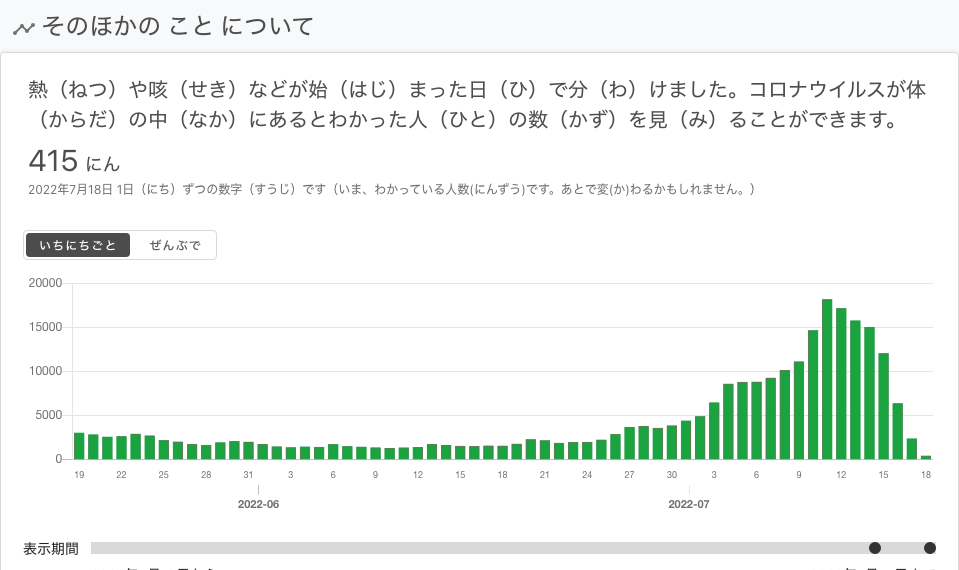 そのほかの こと について
熱（ねつ）や咳（せき）などが始（はじ）まった日（ひ）で分（わ）けました。コロナウイルスが体
（からだ）の中（なか）にあるとわかった人（ひと）の数（かず）を見（み）ることができます。
415 にん
2022年7月18日 1日（にち）ずつの数字（すうじ）です（いま、わかっている人数(にんずう)です。あとで変(か)わるかもしれません。）
いちにちごと ぜんぶで
20000
15000
10000
5000
0
19 22 25 28 31 3 6 9 12 15 18 21 24 27 30 3 6 9 12 15 18
2022-06 2022-07
表示期間